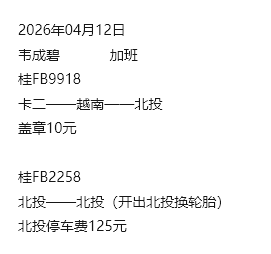 2026年04月12日
韦成碧　　　加班
桂FB9918
卡二——越南——北投
盖章10元

桂FB2258
北投——北投（开出北投换轮胎）
北投停车费125元